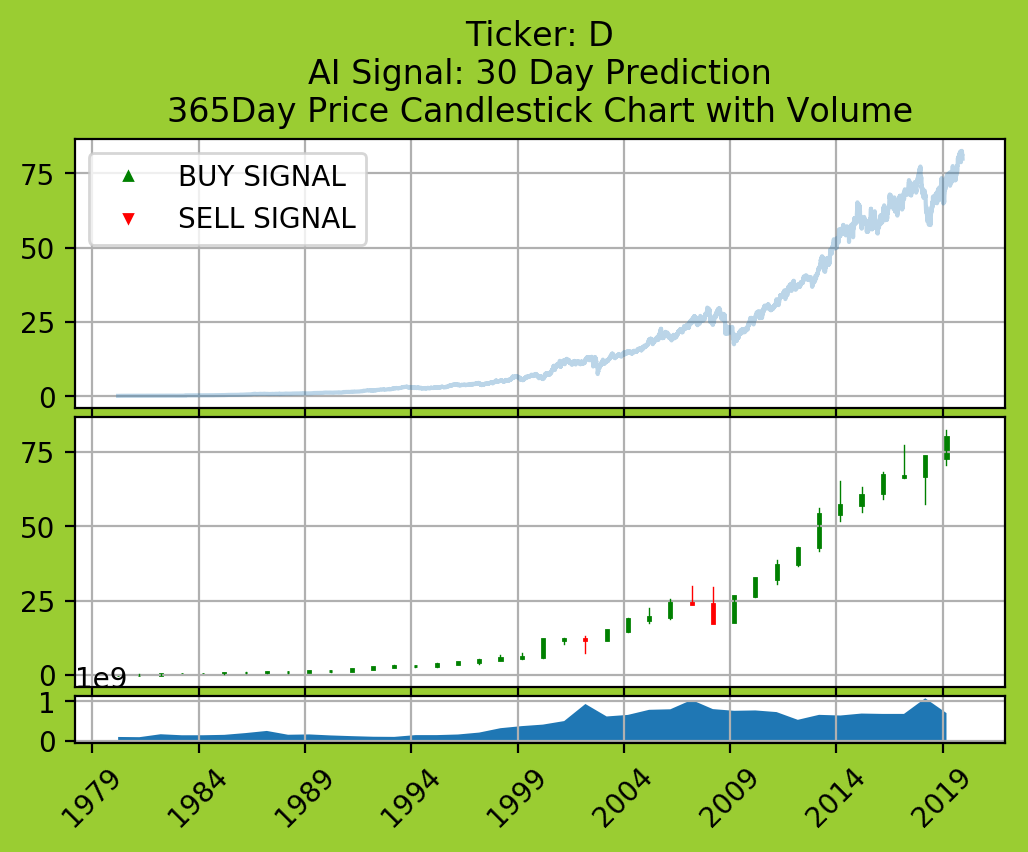 Ticker: D
AI Signal: 30 Day Prediction
365Day Price Candlestick Chart with Volume
BUY SIGNAL
SELL SIGNAL
75
50
25
0
75
50
25
0
1e9
1
0
1979 1984 1989 1994 1999 2004 2009 2014 2019